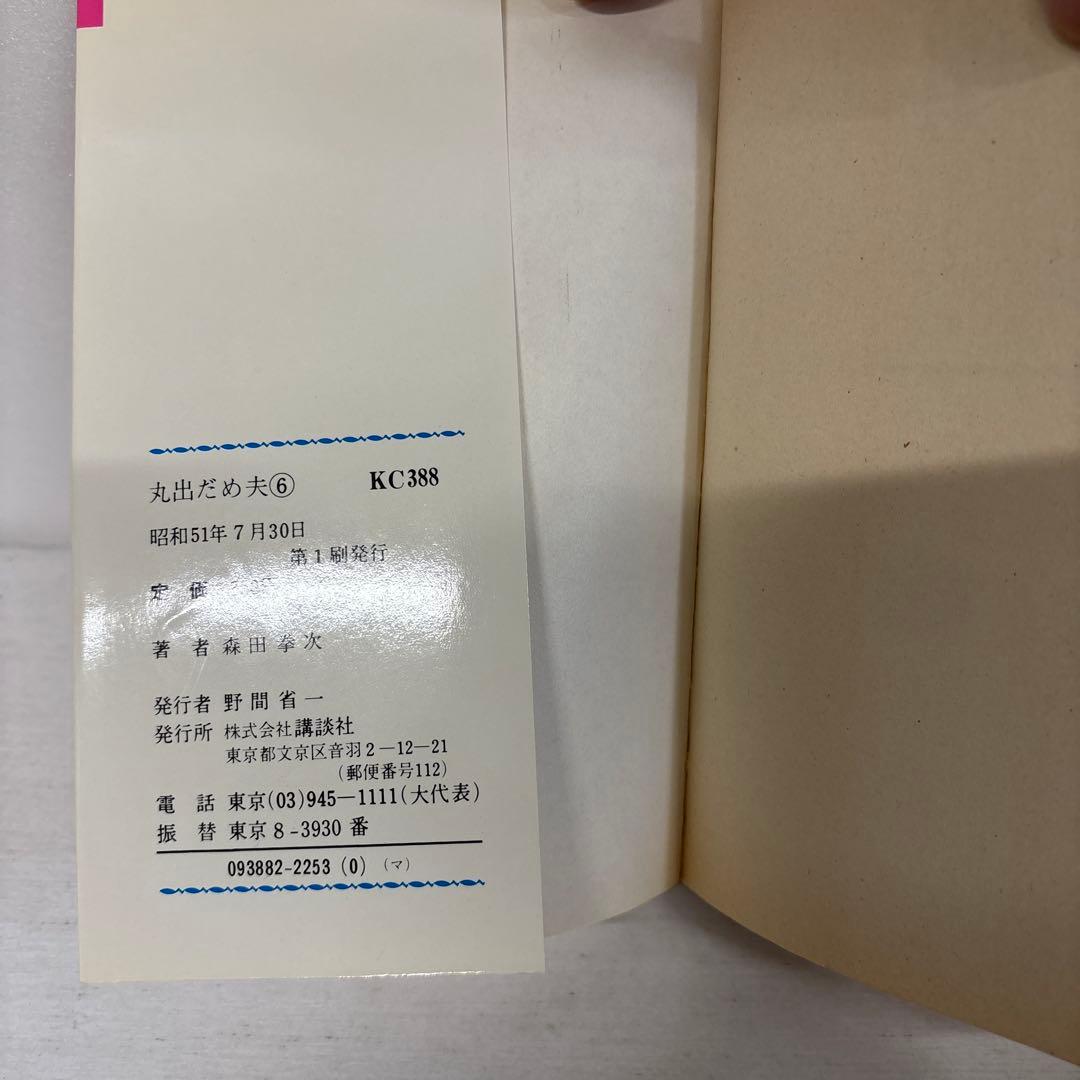 丸出だめ夫⑥ KC388
昭和51年7月30日
第1刷発行
定 価
著 者 森田拳次
発行者 野間省一
発行所 株式会社講談社
東京都文京区音羽2-12-21
(郵便番号112)
電 話 東京(03)945-1111(大代表)
振 替 東京8-3930番
093882-2253 (0) (マ)